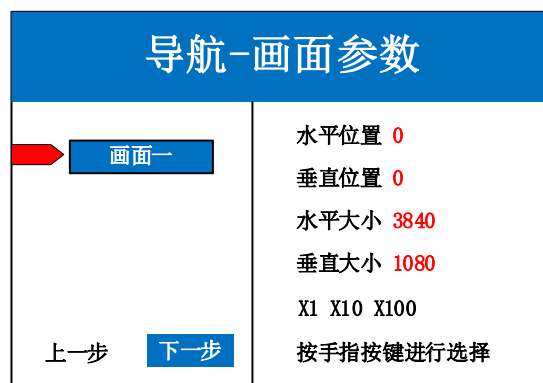 导航-画面参数
画面一
水平位置 0
垂直位置 0
水平大小 3840
垂直大小 1080
X1 X10 X100
上一步 下一步
按手指按键进行选择